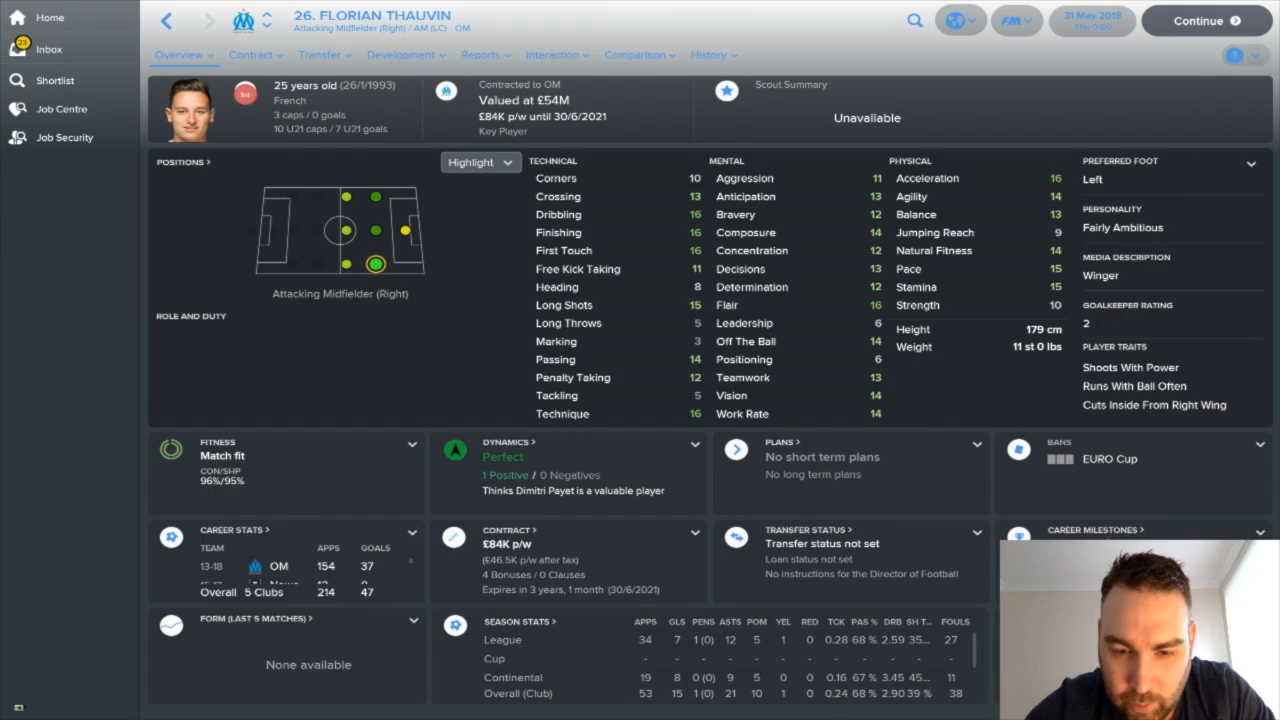 Home
23
Inbox
Shortlist
Job Centre
Job Security
26. FLORIAN THAUVIN
Attacking Midfielder (Right) / AM (LC) - OM
FM
31 May 2018
Continue
Overview
Contract
Transfer
Development
Reports
Interaction
Comparison
History
?
Int
25 years old (26/1/1993)
French
3 caps / 0 goals
10 U21 caps / 7 U21 goals
Contracted to OM
Valued at £54M
£84K p/w until 30/6/2021
Key Player
Scout Summary
Unavailable
POSITIONS >
Highlight
Attacking Midfielder (Right)
ROLE AND DUTY
TECHNICAL
Corners 10
Crossing 13
Dribbling 16
Finishing 16
First Touch 16
Free Kick Taking 11
Heading 8
Long Shots 15
Long Throws 5
Marking 3
Passing 14
Penalty Taking 12
Tackling 5
Technique 16
MENTAL
Aggression 11
Anticipation 13
Bravery 12
Composure 14
Concentration 12
Decisions 13
Determination 12
Flair 16
Leadership 6
Off The Ball 14
Positioning 6
Teamwork 13
Vision 14
Work Rate 14
PHYSICAL
Acceleration 16
Agility 14
Balance 13
Jumping Reach 9
Natural Fitness 14
Pace 15
Stamina 15
Strength 10
Height 179 cm
Weight 11 st 0 lbs
PREFERRED FOOT
Left
PERSONALITY
Fairly Ambitious
MEDIA DESCRIPTION
Winger
GOALKEEPER RATING
2
PLAYER TRAITS
Shoots With Power
Runs With Ball Often
Cuts Inside From Right Wing
FITNESS
Match fit
CON/SHP
96%/95%
DYNAMICS >
Perfect
1 Positive / 0 Negatives
Thinks Dimitri Payet is a valuable player
PLANS >
No short term plans
No long term plans
BANS
EURO Cup
CAREER STATS >
TEAM APPS GOALS
13-18 OM 154 37
Overall 5 Clubs 214 47
CONTRACT >
£84K p/w
(£46.5K p/w after tax)
4 Bonuses / 0 Clauses
Expires in 3 years, 1 month (30/6/2021)
TRANSFER STATUS >
Transfer status not set
Loan status not set
No instructions for the Director of Football
CAREER MILESTONES >
FORM (LAST 5 MATCHES) >
None available
SEASON STATS > APPS GLS PENS ASTS POM YEL RED TCK PAS % DRB SH T... FOULS
League 34 7 1 (0) 12 5 1 0 0.28 68 % 2.59 35... 27
Cup - - - - - - - - - - - -
Continental 19 8 0 (0) 9 5 0 0 0.16 67 % 3.45 45... 11
Overall (Club) 53 15 1 (0) 21 10 1 0 0.24 68 % 2.90 39 % 38